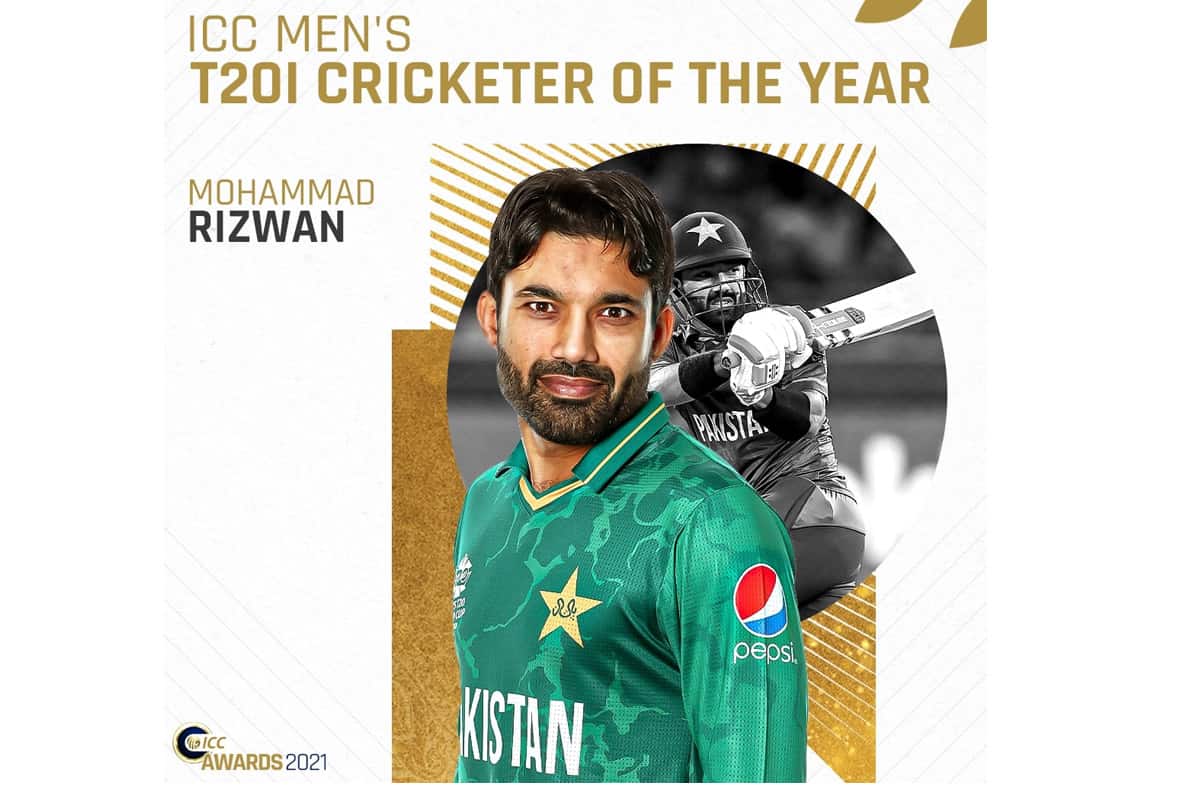 ICC MEN'S
T20I CRICKETER OF THE YEAR
MOHAMMAD
RIZWAN
PAKISTA
pepsi
KISTAN
ICC
AWARDS 2021